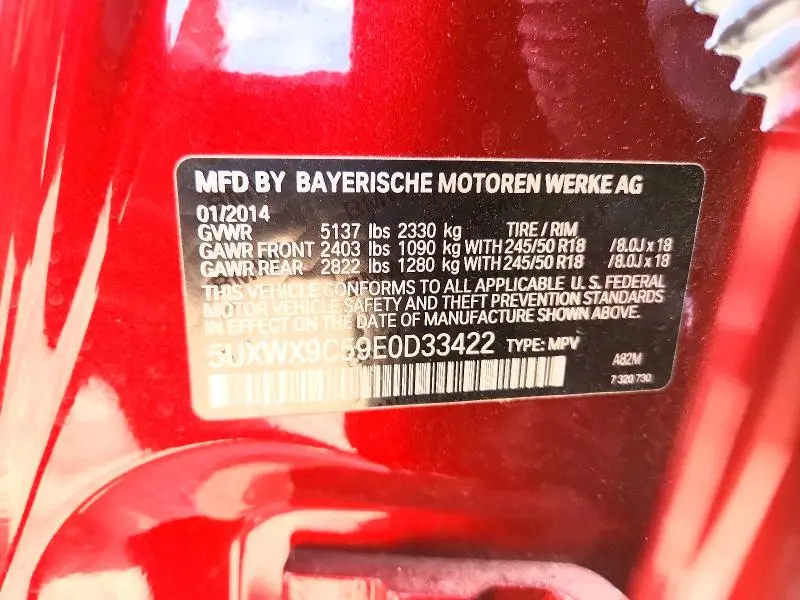 MFD BY BAYERISCHE MOTOREN WERKE AG
01/2014
GVWR 5137 lbs 2330 kg TIRE / RIM
GAWR FRONT 2403 lbs 1090 kg WITH 245/50 R18 /8.0J x 18
GAWR REAR 2822 lbs 1280 kg WITH 245/50 R18 /8.0J x 18
THIS VEHICLE CONFORMS TO ALL APPLICABLE U.S. FEDERAL
MOTOR VEHICLE SAFETY AND THEFT PREVENTION STANDARDS
IN EFFECT ON THE DATE OF MANUFACTURE SHOWN ABOVE.
5UXWX9C59E0D33422 TYPE: MPV
A82M
7 320 730